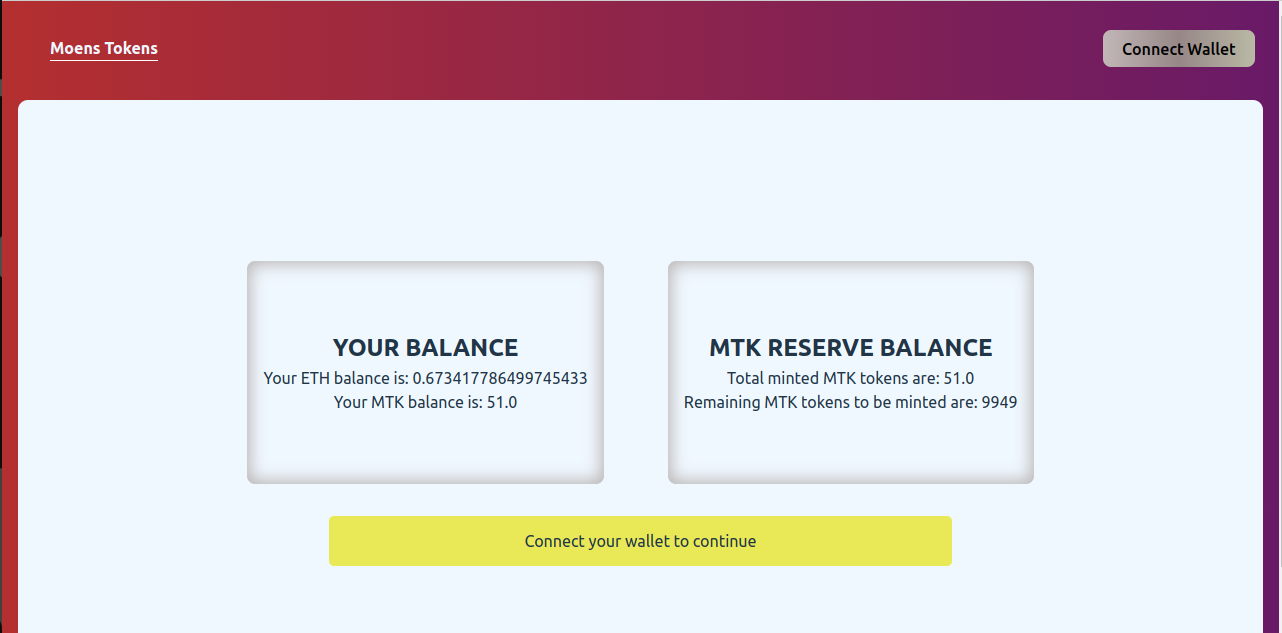 Moens Tokens
Connect Wallet
YOUR BALANCE
Your ETH balance is: 0.673417786499745433
Your MTK balance is: 51.0
MTK RESERVE BALANCE
Total minted MTK tokens are: 51.0
Remaining MTK tokens to be minted are: 9949
Connect your wallet to continue